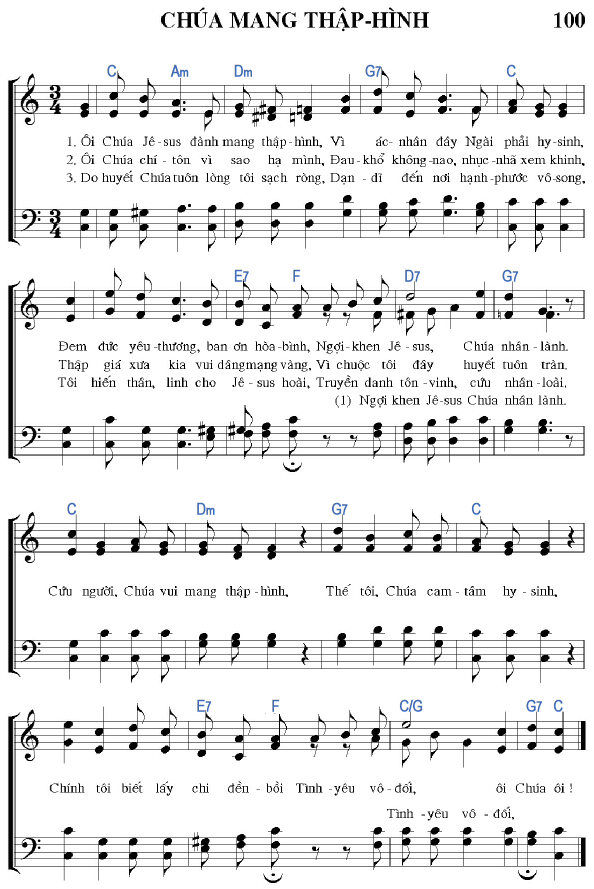 CHÚA MANG THẬP-HÌNH 100
C Am Dm G7 C
1. Ôi Chúa Jê-sus đành mang thập-hình, Vì ác-nhân đầy Ngài phải hy-sinh,
2. Ôi Chúa chí-tôn vì sao hạ mình, Đau-khổ không-nao, nhục-nhã xem khinh,
3. Do huyết Chúa tuôn lòng tôi sạch ròng, Dạn-dĩ đến nơi hạnh-phước vô-song,
E7 F D7 G7
Đem đức yêu-thương, ban ơn hòa-bình, Ngợi-khen Jê-sus, Chúa nhân-lành.
Thập giá xưa kia vui dâng mạng vàng, Vì chuộc tôi đầy huyết tuôn tràn.
Tôi hiến thân, linh cho Jê-sus hoài, Truyền danh tôn-vinh, cứu nhân-loài,
(1) Ngợi khen Jê-sus Chúa nhân lành.
C Dm G7 C
Cứu người, Chúa vui mang thập-hình, Thế tôi, Chúa cam-tâm hy-sinh,
E7 F C/G G7 C
Chính tôi biết lấy chi đền-bồi Tình-yêu vô-đối, ôi Chúa ôi !
Tình-yêu vô-đối,